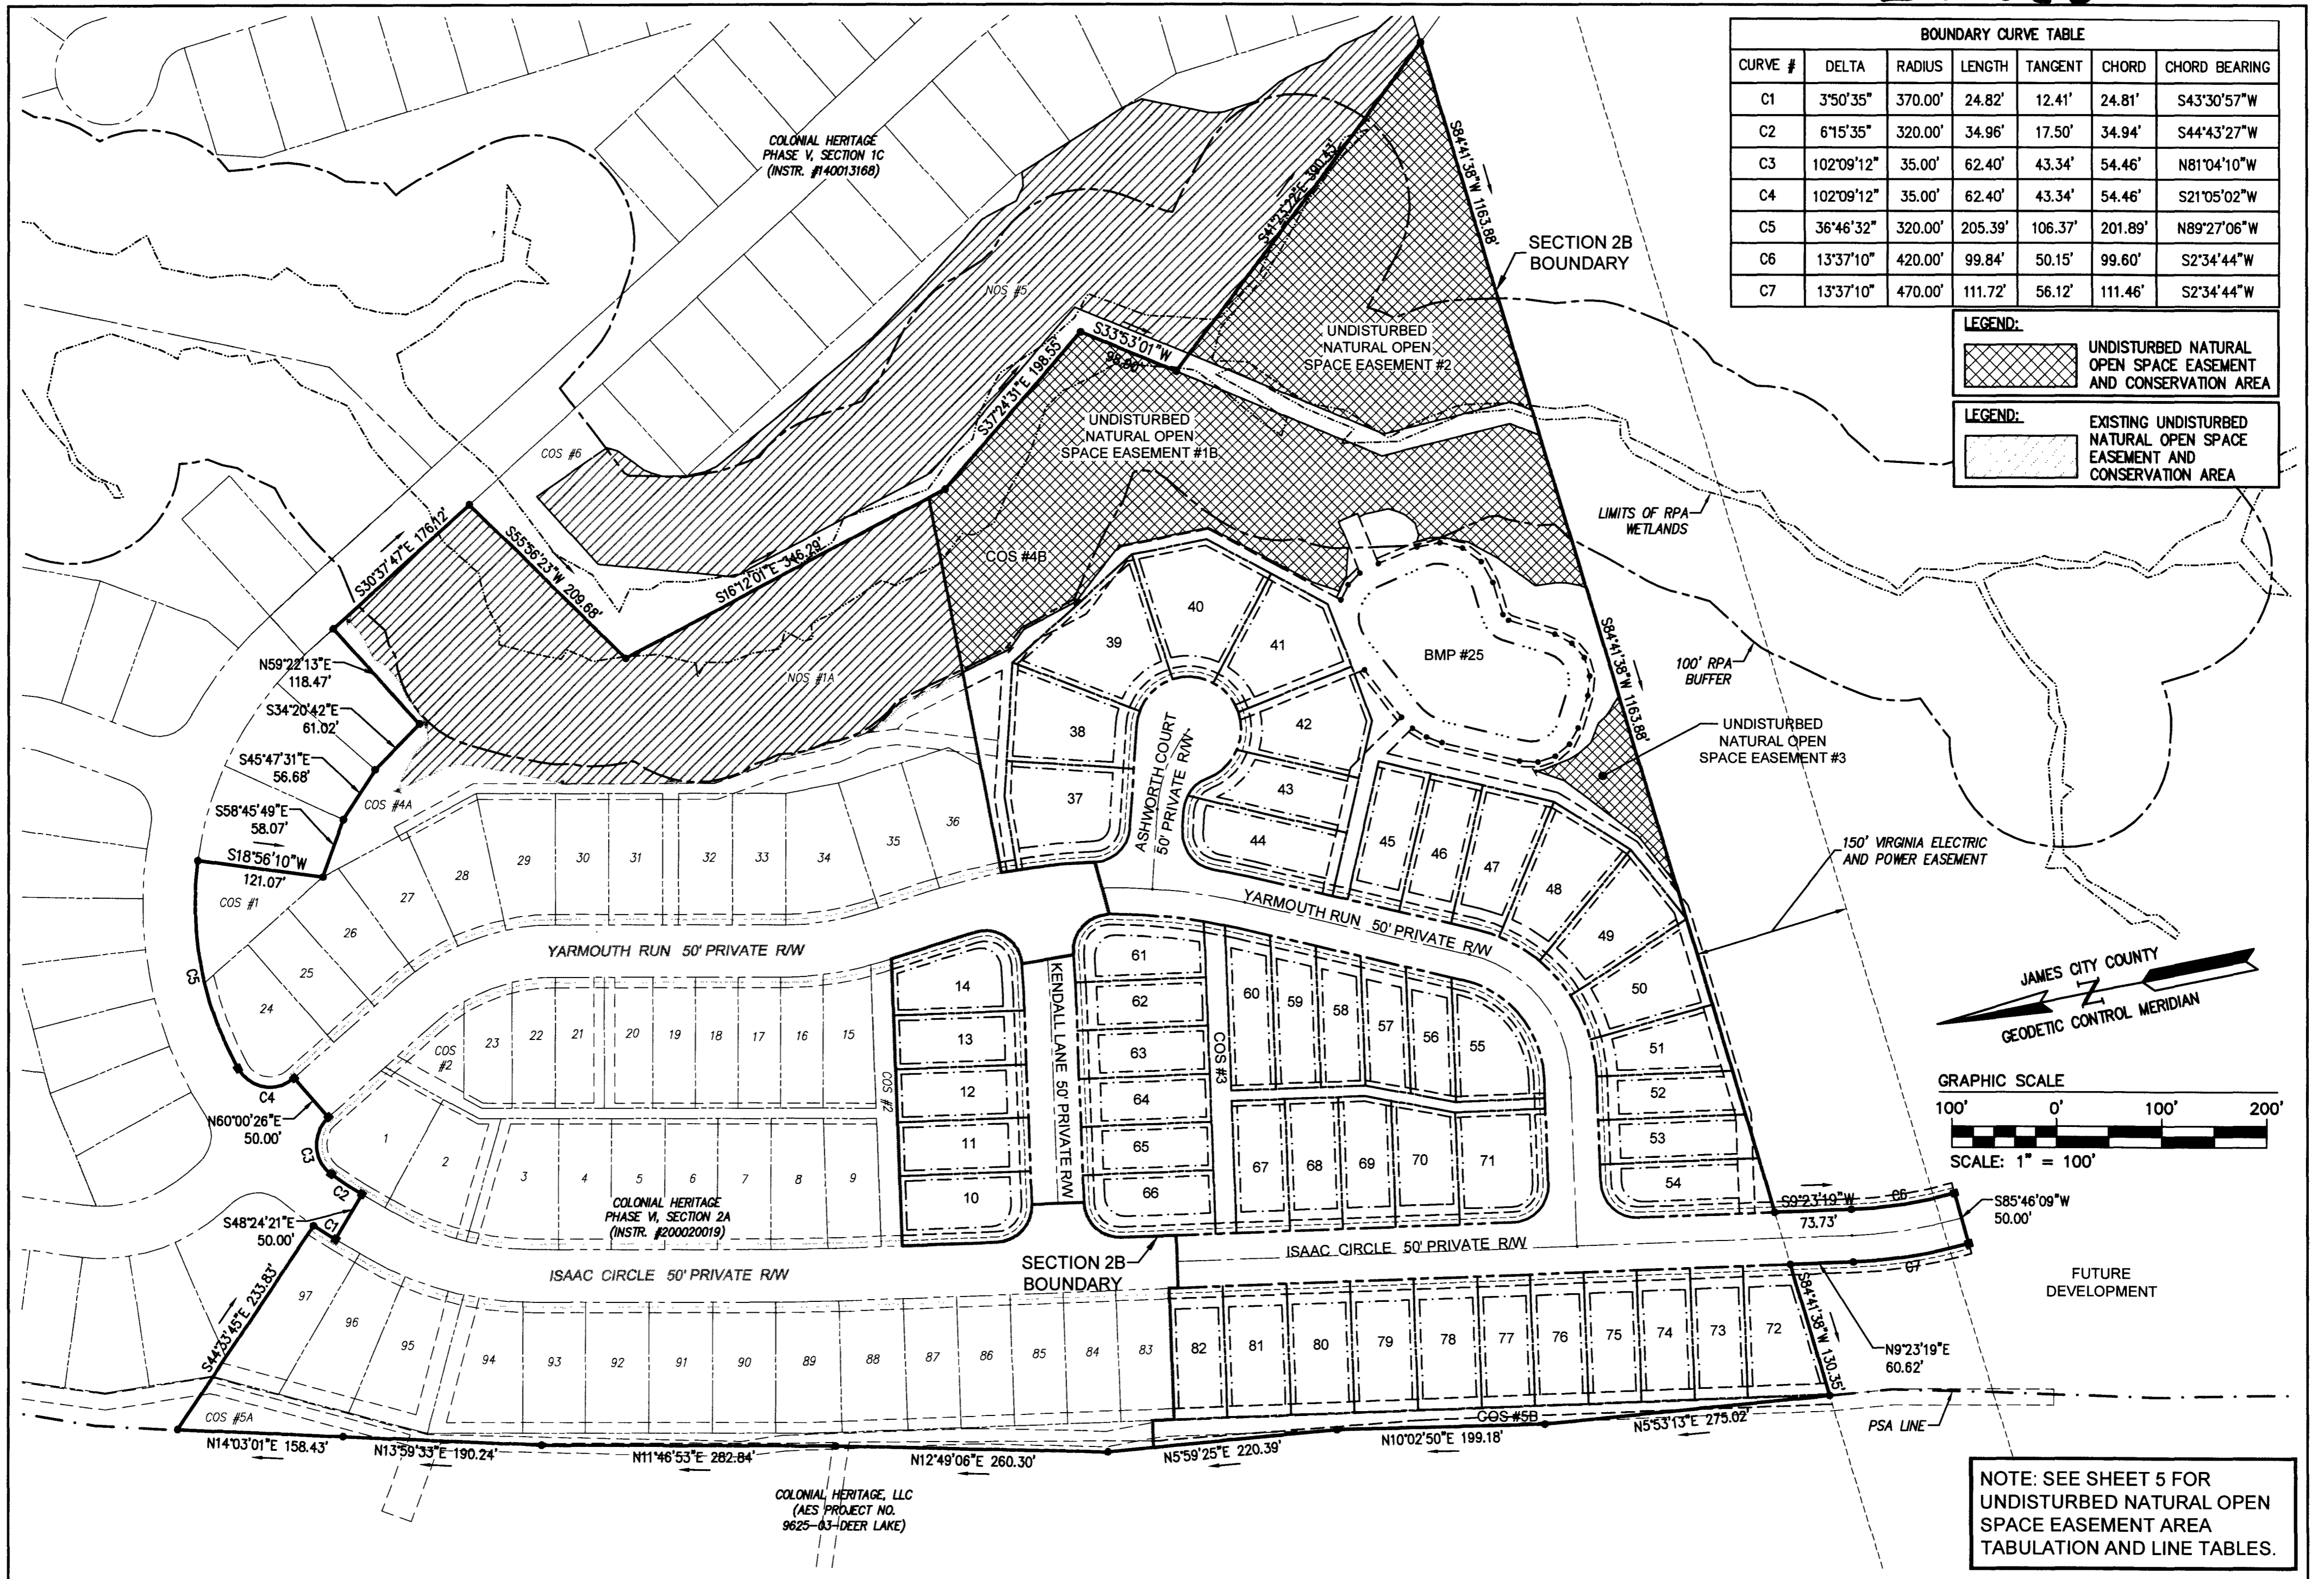 BOUNDARY CURVE TABLE
CURVE # DELTA RADIUS LENGTH TANGENT CHORD CHORD BEARING
C1 3°50'35" 370.00' 24.82' 12.41' 24.81' S43°30'57"W
C2 6°15'35" 320.00' 34.96' 17.50' 34.94' S44°43'27"W
C3 102°09'12" 35.00' 62.40' 43.34' 54.46' N81°04'10"W
C4 102°09'12" 35.00' 62.40' 43.34' 54.46' S21°05'02"W
C5 36°46'32" 320.00' 205.39' 106.37' 201.89' N89°27'06"W
C6 13°37'10" 420.00' 99.84' 50.15' 99.60' S2°34'44"W
C7 13°37'10" 470.00' 111.72' 56.12' 111.46' S2°34'44"W
LEGEND:
UNDISTURBED NATURAL
OPEN SPACE EASEMENT
AND CONSERVATION AREA
LEGEND:
EXISTING UNDISTURBED
NATURAL OPEN SPACE
EASEMENT AND
CONSERVATION AREA
COLONIAL HERITAGE
PHASE V, SECTION 1C
(INSTR. #140013168)
S84°41'38"W 1163.88'
SECTION 2B
BOUNDARY
S41°23'22"E 390.43'
NOS #5
UNDISTURBED
NATURAL OPEN
SPACE EASEMENT #2
S33°53'01"W
98.90'
S37°24'31"E 198.55'
UNDISTURBED
NATURAL OPEN
SPACE EASEMENT #1B
COS #6
LIMITS OF RPA
WETLANDS
S30°37'47"E 176.12'
S55°56'23"W 209.68'
S16°12'01"E 346.29'
COS #4B
NOS #1A
N59°22'13"E
118.47'
S34°20'42"E
61.02'
S45°47'31"E
56.68'
S58°45'49"E
58.07'
S18°56'10"W
121.07'
COS #4A
COS #1
40
39
41
38
42
37
43
44
BMP #25
S84°41'38"W 1163.88'
100' RPA
BUFFER
UNDISTURBED
NATURAL OPEN
SPACE EASEMENT #3
150' VIRGINIA ELECTRIC
AND POWER EASEMENT
ASHWORTH COURT
50' PRIVATE R/W
24
25
26
27
28
29
30
31
32
33
34
35
36
45
46
47
48
49
50
51
52
53
54
YARMOUTH RUN 50' PRIVATE R/W
YARMOUTH RUN 50' PRIVATE R/W
C5
C4
N60°00'26"E
50.00'
C3
C2
C1
S48°24'21"E
50.00'
COS
#2
23
22
21
20
19
18
17
16
15
COS #2
14
13
12
11
10
KENDALL LANE 50' PRIVATE R/W
61
62
63
64
65
66
COS #3
60
59
58
57
56
55
67
68
69
70
71
1
2
3
4
5
6
7
8
9
COLONIAL HERITAGE
PHASE VI, SECTION 2A
(INSTR. #200020019)
ISAAC CIRCLE 50' PRIVATE R/W
SECTION 2B
BOUNDARY
ISAAC CIRCLE 50' PRIVATE R/W
JAMES CITY COUNTY
N
GEODETIC CONTROL MERIDIAN
GRAPHIC SCALE
100' 0' 100' 200'
SCALE: 1" = 100'
S9°23'19"W
73.73'
C6
S85°46'09"W
50.00'
C7
FUTURE
DEVELOPMENT
S84°41'38"W 130.35'
N9°23'19"E
60.62'
PSA LINE
S44°33'45"E 233.83'
97
96
95
94
93
92
91
90
89
88
87
86
85
84
83
82
81
80
79
78
77
76
75
74
73
72
COS #5A
COS #5B
N14°03'01"E 158.43'
N13°59'33"E 190.24'
N11°46'53"E 282.84'
N12°49'06"E 260.30'
N5°59'25"E 220.39'
N10°02'50"E 199.18'
N5°53'13"E 275.02'
COLONIAL HERITAGE, LLC
(AES PROJECT NO.
9625-03-DEER LAKE)
NOTE: SEE SHEET 5 FOR
UNDISTURBED NATURAL OPEN
SPACE EASEMENT AREA
TABULATION AND LINE TABLES.